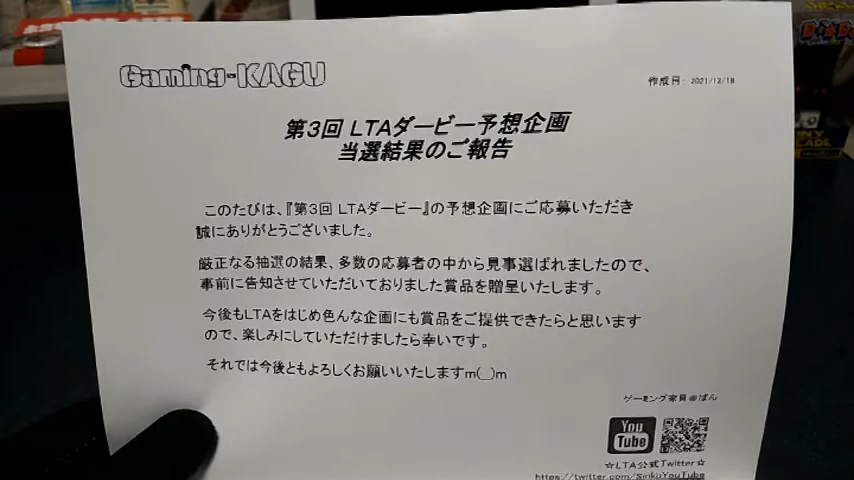 Gaming-KAGU
作成日: 2021/12/18
第3回 LTAダービー予想企画
当選結果のご報告
このたびは、『第3回 LTAダービー』の予想企画にご応募いただき
誠にありがとうございました。
厳正なる抽選の結果、多数の応募者の中から見事選ばれましたので、
事前に告知させていただいておりました賞品を贈呈いたします。
今後もLTAをはじめ色んな企画にも賞品をご提供できたらと思います
ので、楽しみにしていただけましたら幸いです。
それでは今後ともよろしくお願いいたしますm(__)m
ゲーミング家具@ぱん
You
Tube
☆LTA公式Twitter☆
https://twitter.com/SinkuYouTube